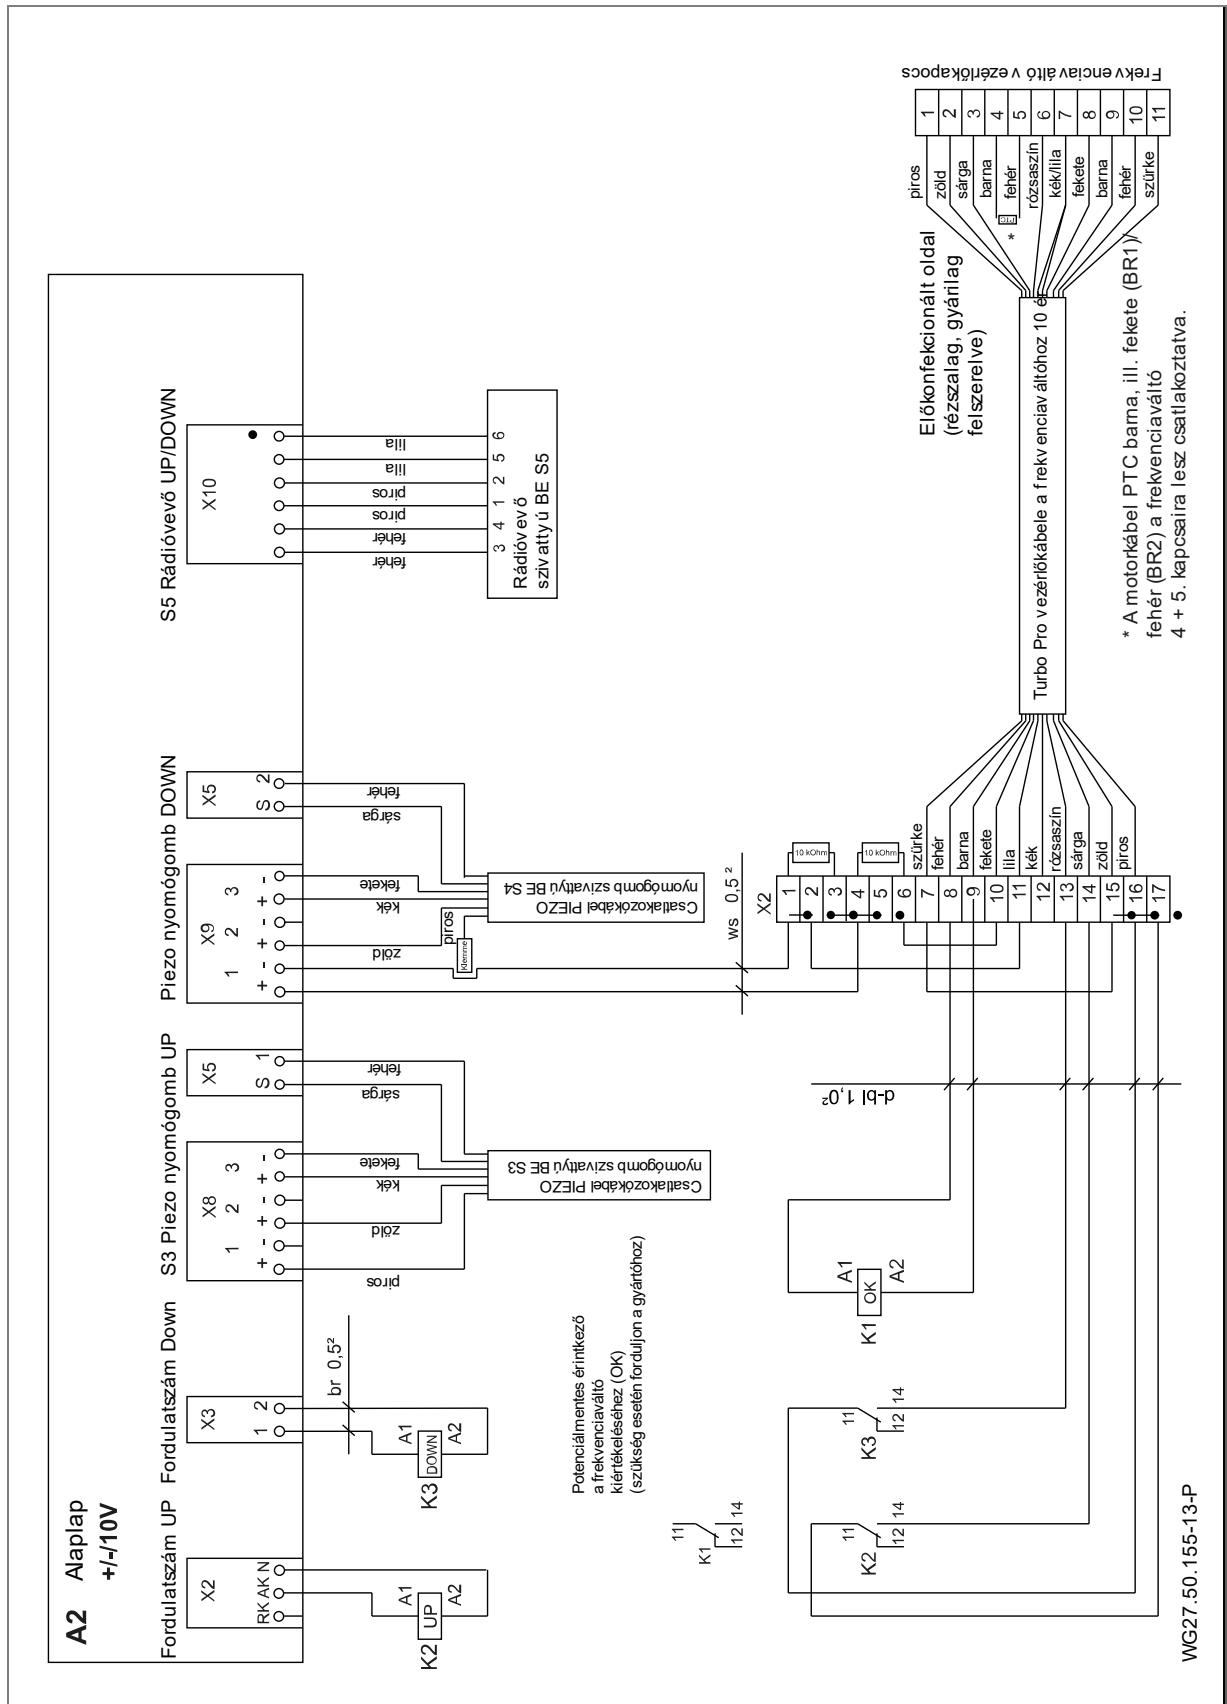 A2 Alaplap
+/-/10V
Fordulatszám UP
Fordulatszám Down
S3 Piezo nyomógomb UP
Piezo nyomógomb DOWN
S5 Rádióvevő UP/DOWN
X2
RK AK N
X3
1 2
X8
1 2 3
+ - + - + -
X5
S 1
X9
1 2 3
+ - + - + -
X5
S 2
X10
K2
UP
A1
A2
K3
DOWN
A1
A2
br 0,5²
piros
zöld
kék
fekete
sárga
fehér
Csatlakozókábel PIEZO
nyomógomb szivattyú BE S3
zöld
piros
Klemme
kék
fekete
sárga
fehér
Csatlakozókábel PIEZO
nyomógomb szivattyú BE S4
fehér
fehér
piros
piros
lila
lila
3 4 1 2 5 6
Rádióvevő
szivattyú BE S5
Potenciálmentes érintkező
a frekvenciaváltó
kiértékeléséhez (OK)
(szükség esetén forduljon a gyártóhoz)
K1
11
12 14
K2
11
12 14
K3
11
12 14
K1
OK
A1
A2
d-bl 1,0²
ws 0,5²
X2
1
2
3
4
5
6
7
8
9
10
11
12
13
14
15
16
17
10 kOhm
10 kOhm
szürke
fehér
barna
fekete
lila
kék
rózsaszín
sárga
zöld
piros
Turbo Pro vezérlőkábele a frekvenciaváltóhoz 10 ér
Előkonfekcionált oldal
(rézszalag, gyárilag
felszerelve)
piros
zöld
sárga
barna
fehér
rózsaszín
kék/lila
fekete
barna
fehér
szürke
PTC
*
1
2
3
4
5
6
7
8
9
10
11
Frekvenciaváltó vezérlőkapocs
* A motorkábel PTC barna, ill. fekete (BR1)/
fehér (BR2) a frekvenciaváltó
4 + 5. kapcsaira lesz csatlakoztatva.
WG27.50.155-13-P